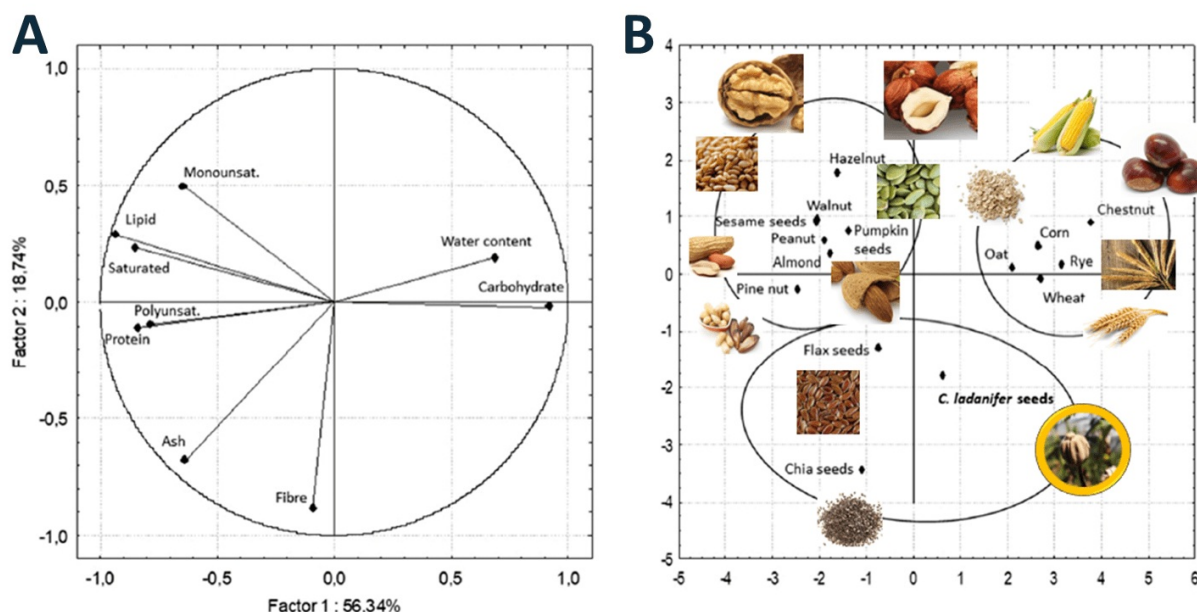 A
1,0
0,5
0,0
-0,5
-1,0
Factor 2 : 18,74%
Monounsat.
Lipid
Saturated
Water content
Carbohydrate
Polyunsat.
Protein
Ash
Fibre
-1,0 -0,5 0,0 0,5 1,0
Factor 1 : 56,34%
B
4
3
2
1
0
-1
-2
-3
-4
-5
Hazelnut
Walnut
Sesame seeds
Pumpkin
seeds
Peanut
Almond
Pine nut
Chestnut
Corn
Oat
Rye
Wheat
Flax seeds
C. ladanifer seeds
Chia seeds
-5 -4 -3 -2 -1 0 1 2 3 4 5 6